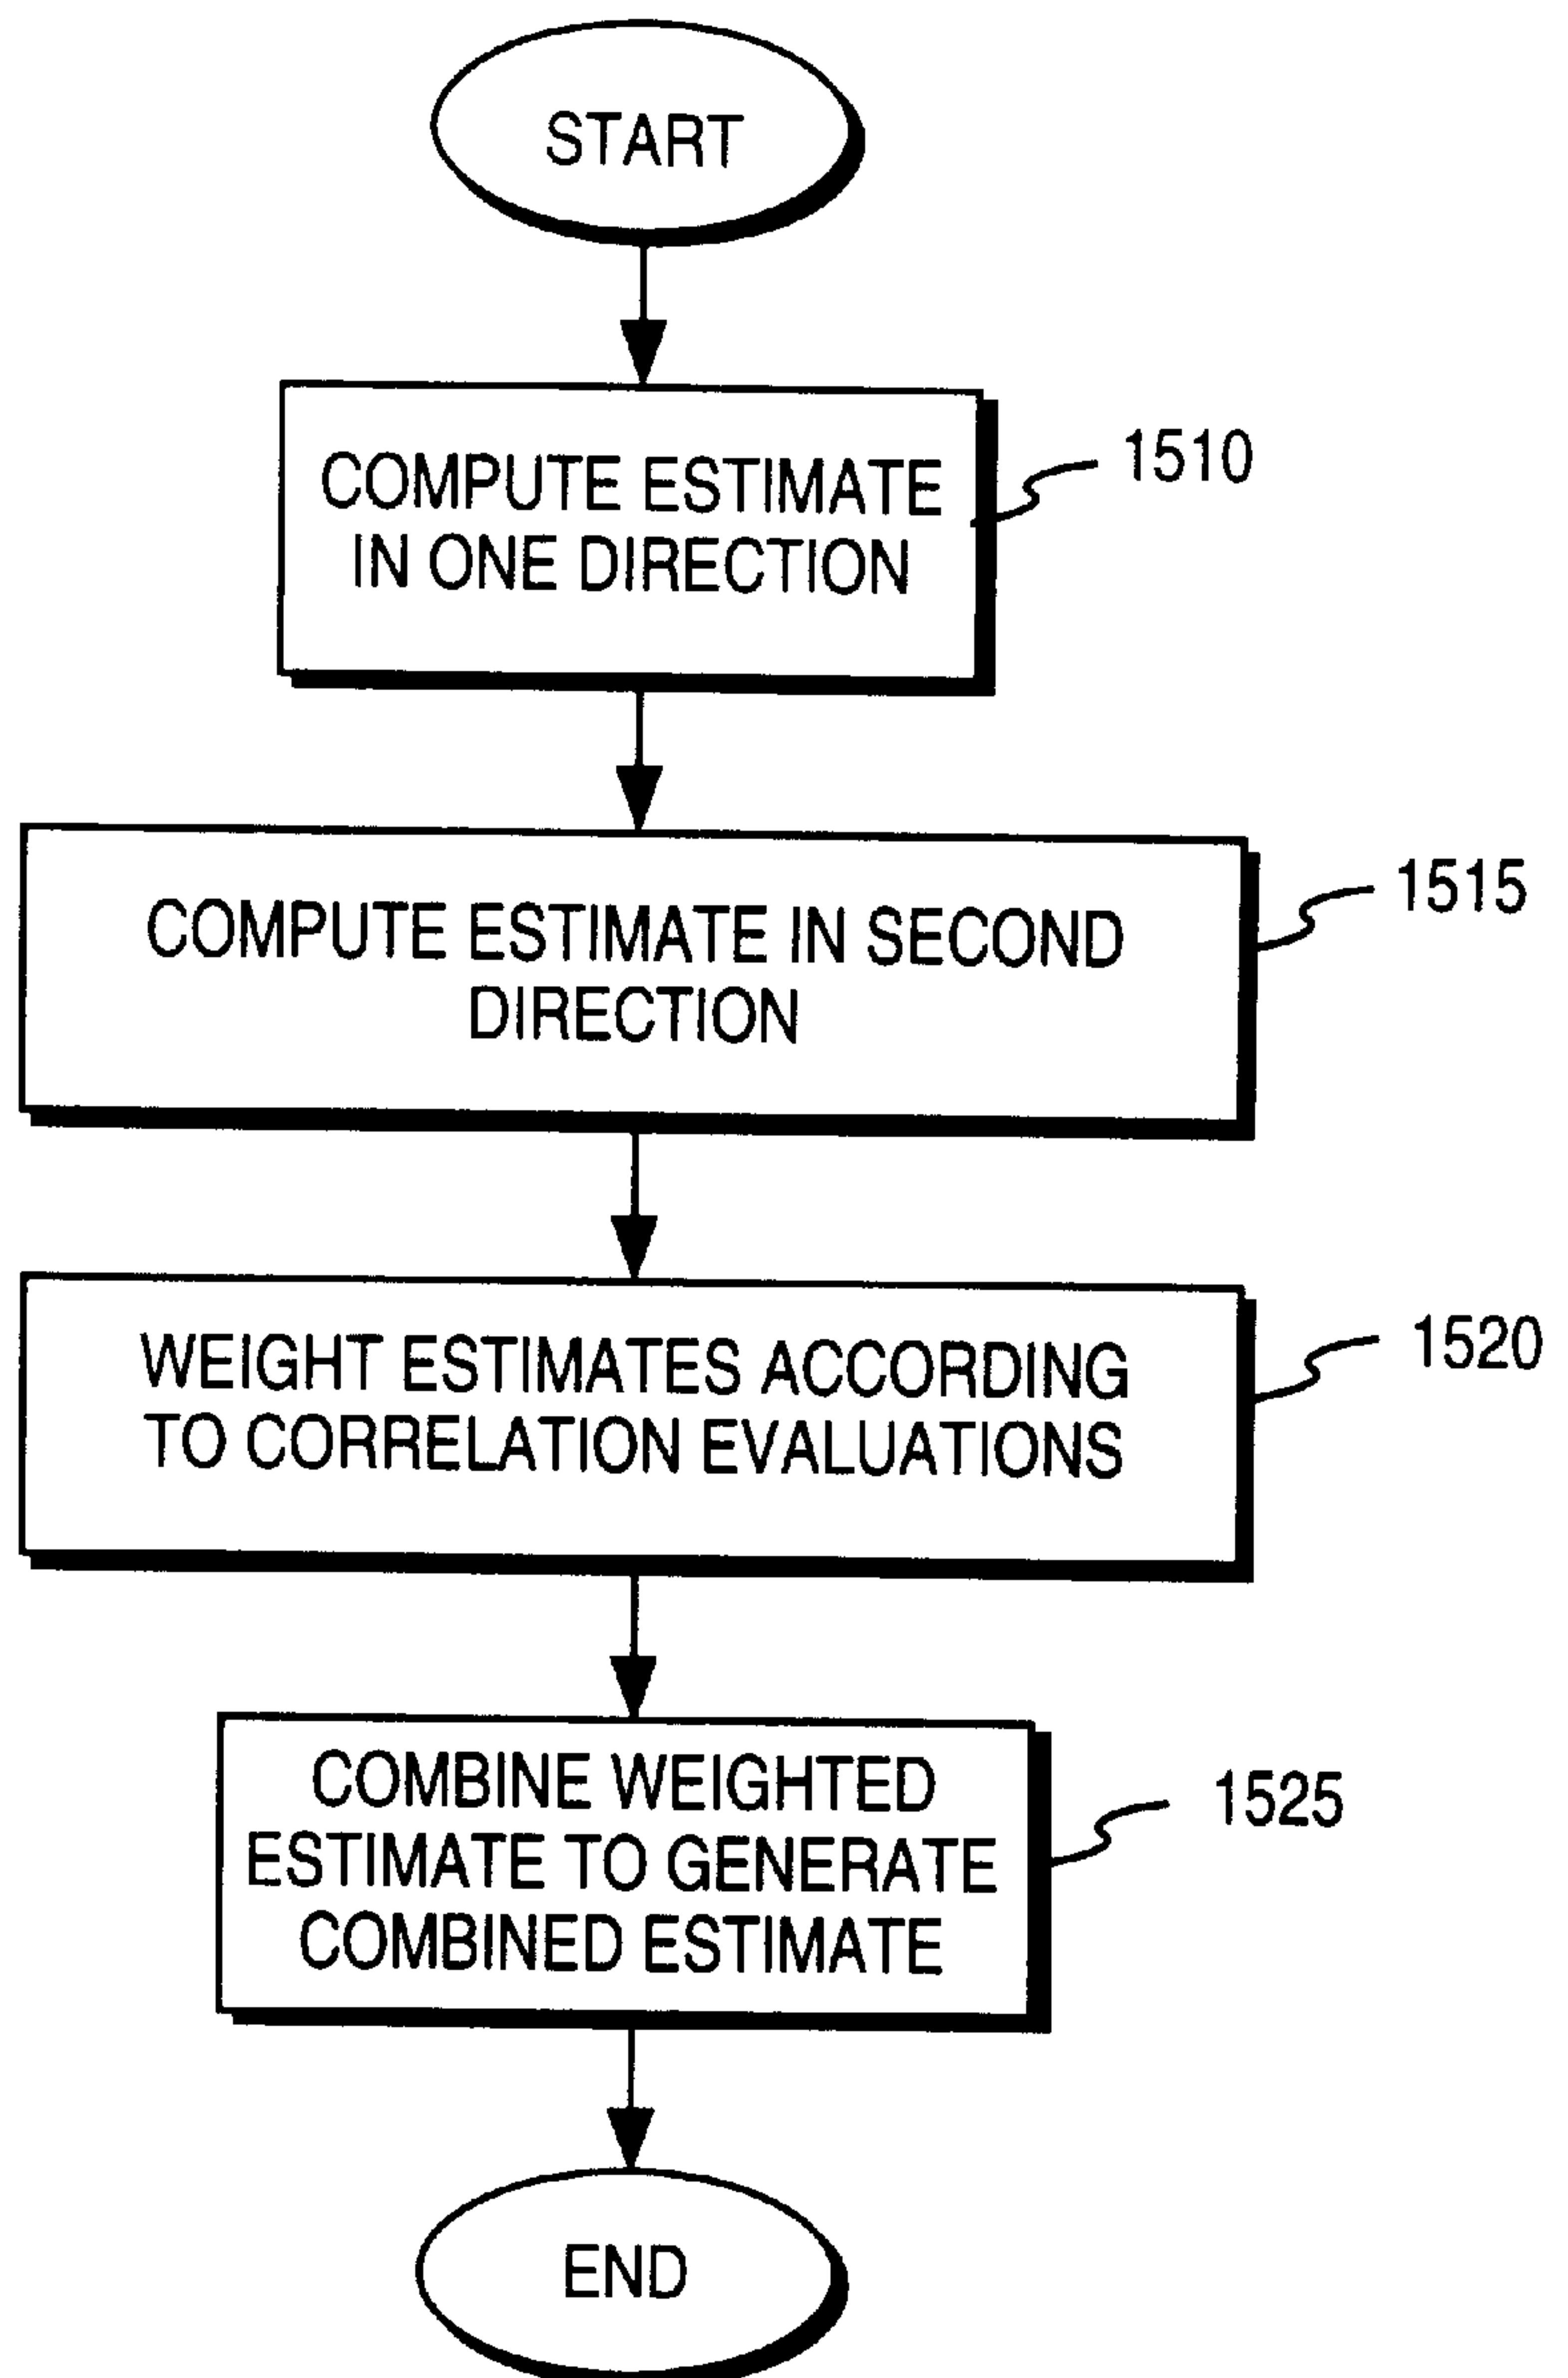 START
COMPUTE ESTIMATE
IN ONE DIRECTION
1510
COMPUTE ESTIMATE IN SECOND
DIRECTION
1515
WEIGHT ESTIMATES ACCORDING
TO CORRELATION EVALUATIONS
1520
COMBINE WEIGHTED
ESTIMATE TO GENERATE
COMBINED ESTIMATE
1525
END